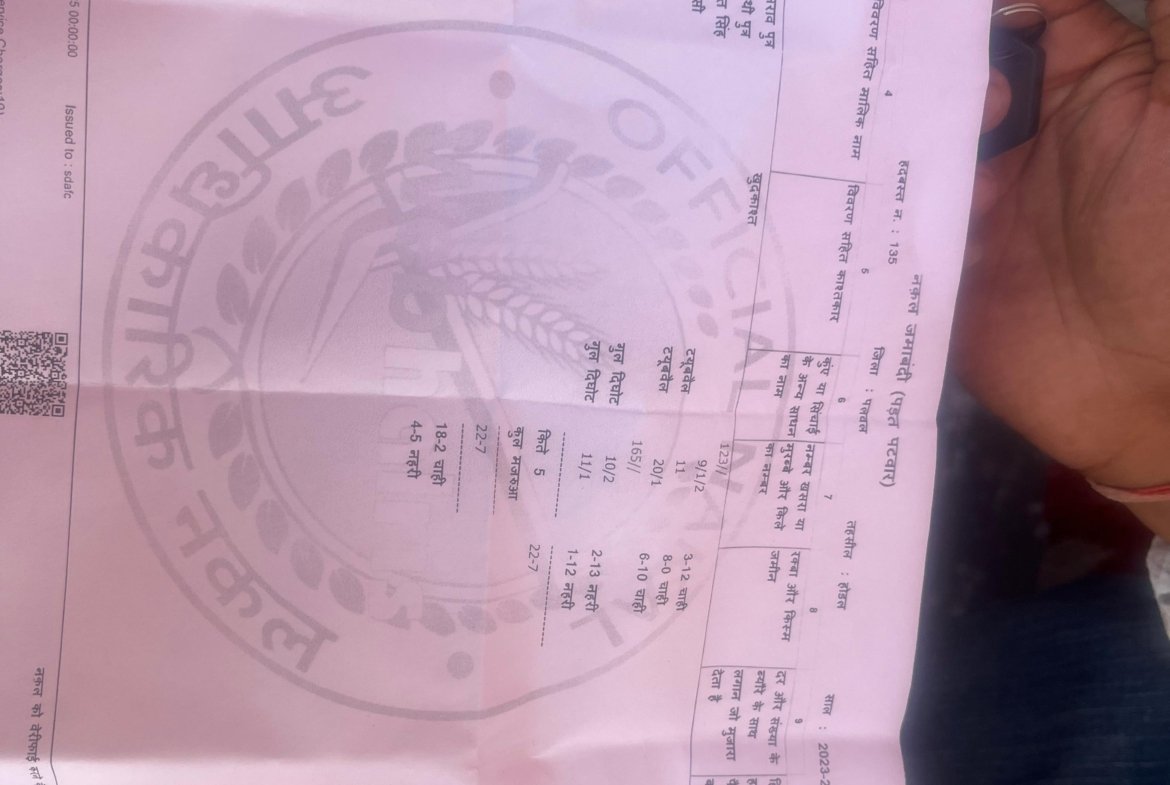 नकल जमाबंदी (पड़त पटवार)
हदबस्त न. : 135 जिला : पलवल तहसील : होडल साल : 2023-2
4 5 6 7 8 9
विवरण सहित मालिक नाम
विवरण सहित काश्तकार
कुंए या सिंचाई
के अन्य साधन
का नाम
नम्बर खसरा या
मुरब्बे और किले
का नम्बर
रक्बा और किस्म
जमीन
दर और संख्या के
ब्यौरे के साथ
लगान जो मुजारा
देता है
पुत्र
पुत्र
सिंह
खुदकाश्त
123//
ट्यूबवैल 9/1/2 3-12 चाही
11 8-0 चाही
ट्यूबवैल 20/1 6-10 चाही
165//
गुल दिघोट 10/2 2-13 नहरी
गुल दिघोट 11/1 1-12 नहरी
किते 5 22-7
कुल मजरुआ
22-7
18-2 चाही
4-5 नहरी
OFFICIAL
आधिकारिक नकल
5 00:00:00 Issued to : sdafc
नकल को वेरीफाई करने